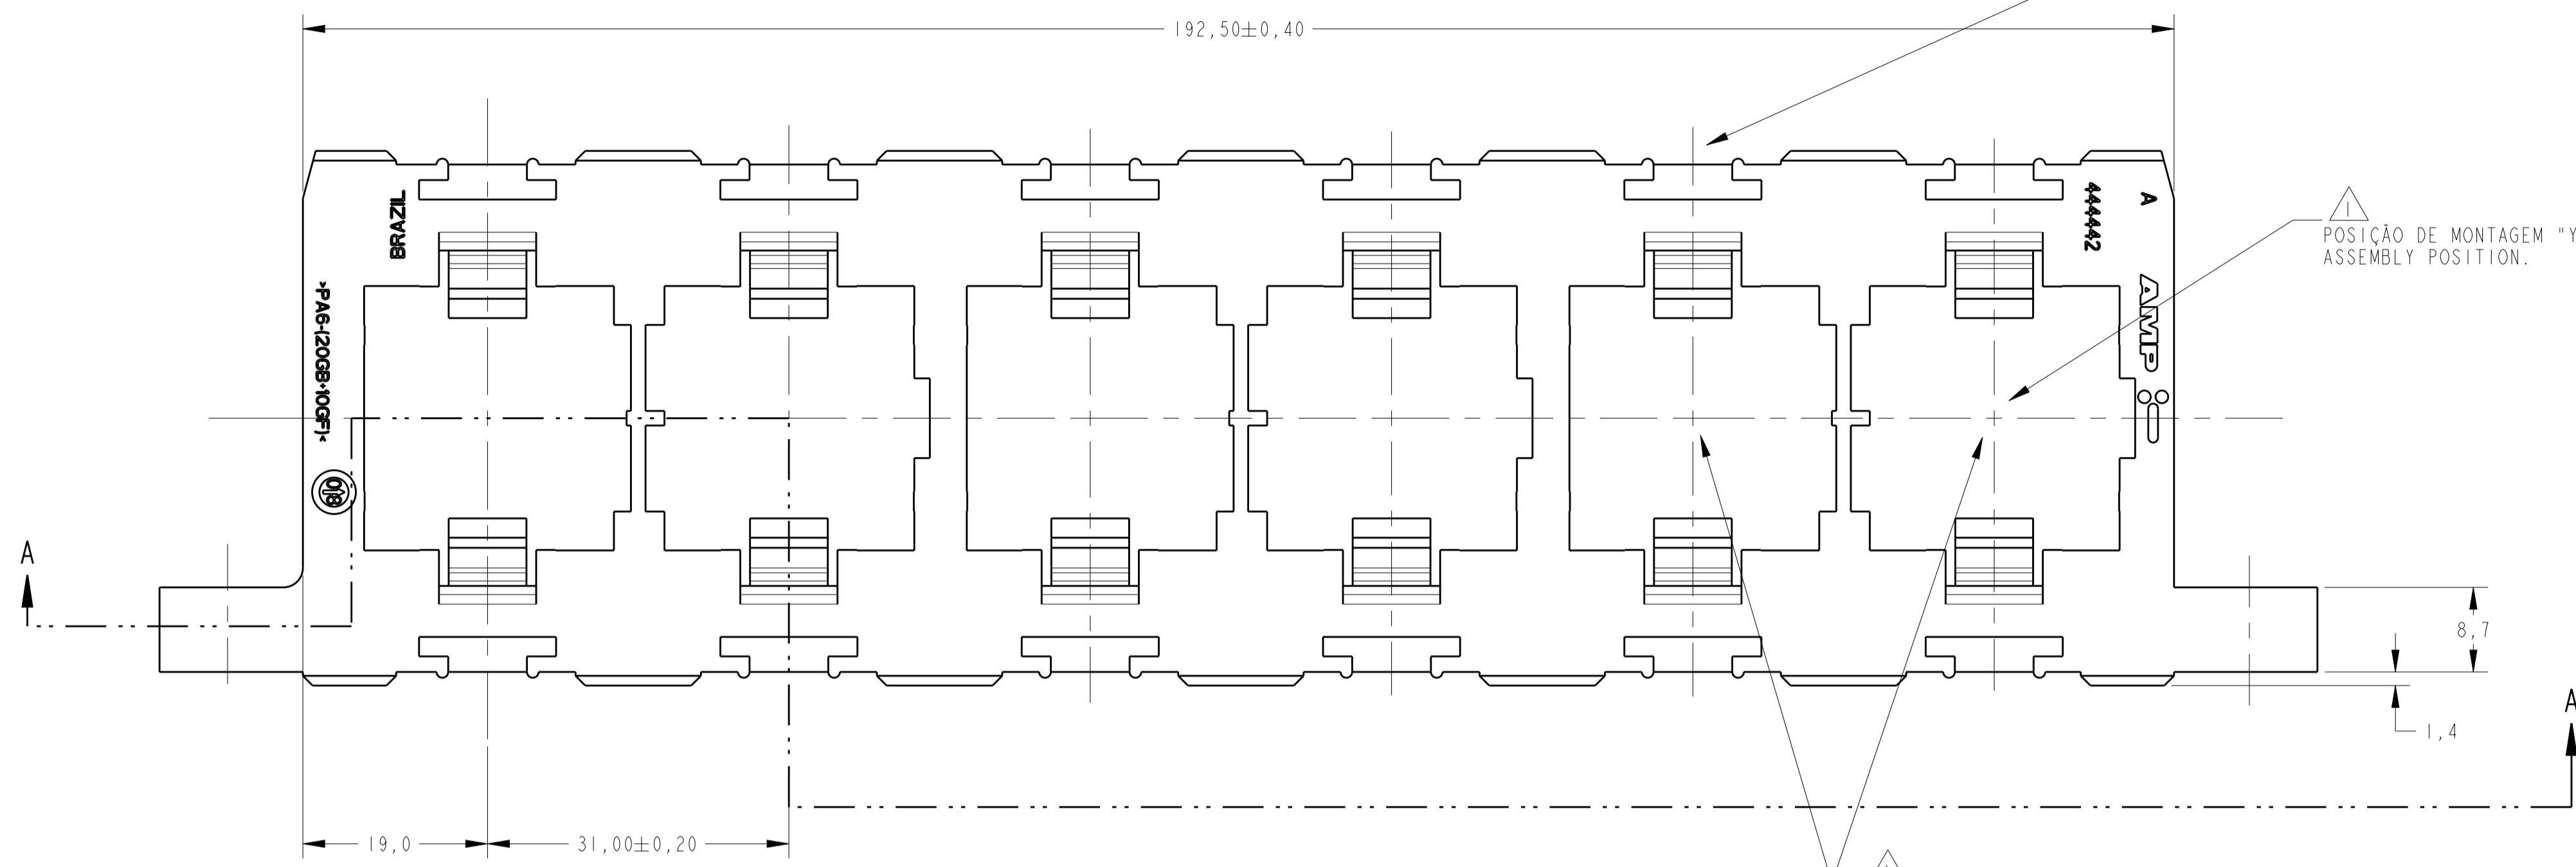 192,50±0,40
BRAZIL
444442
A
1
POSIÇÃO DE MONTAGEM "Y
ASSEMBLY POSITION.
>PA6-(20GB+10GF)<
AMP
A
8,7
A
1,4
19,0
31,00±0,20